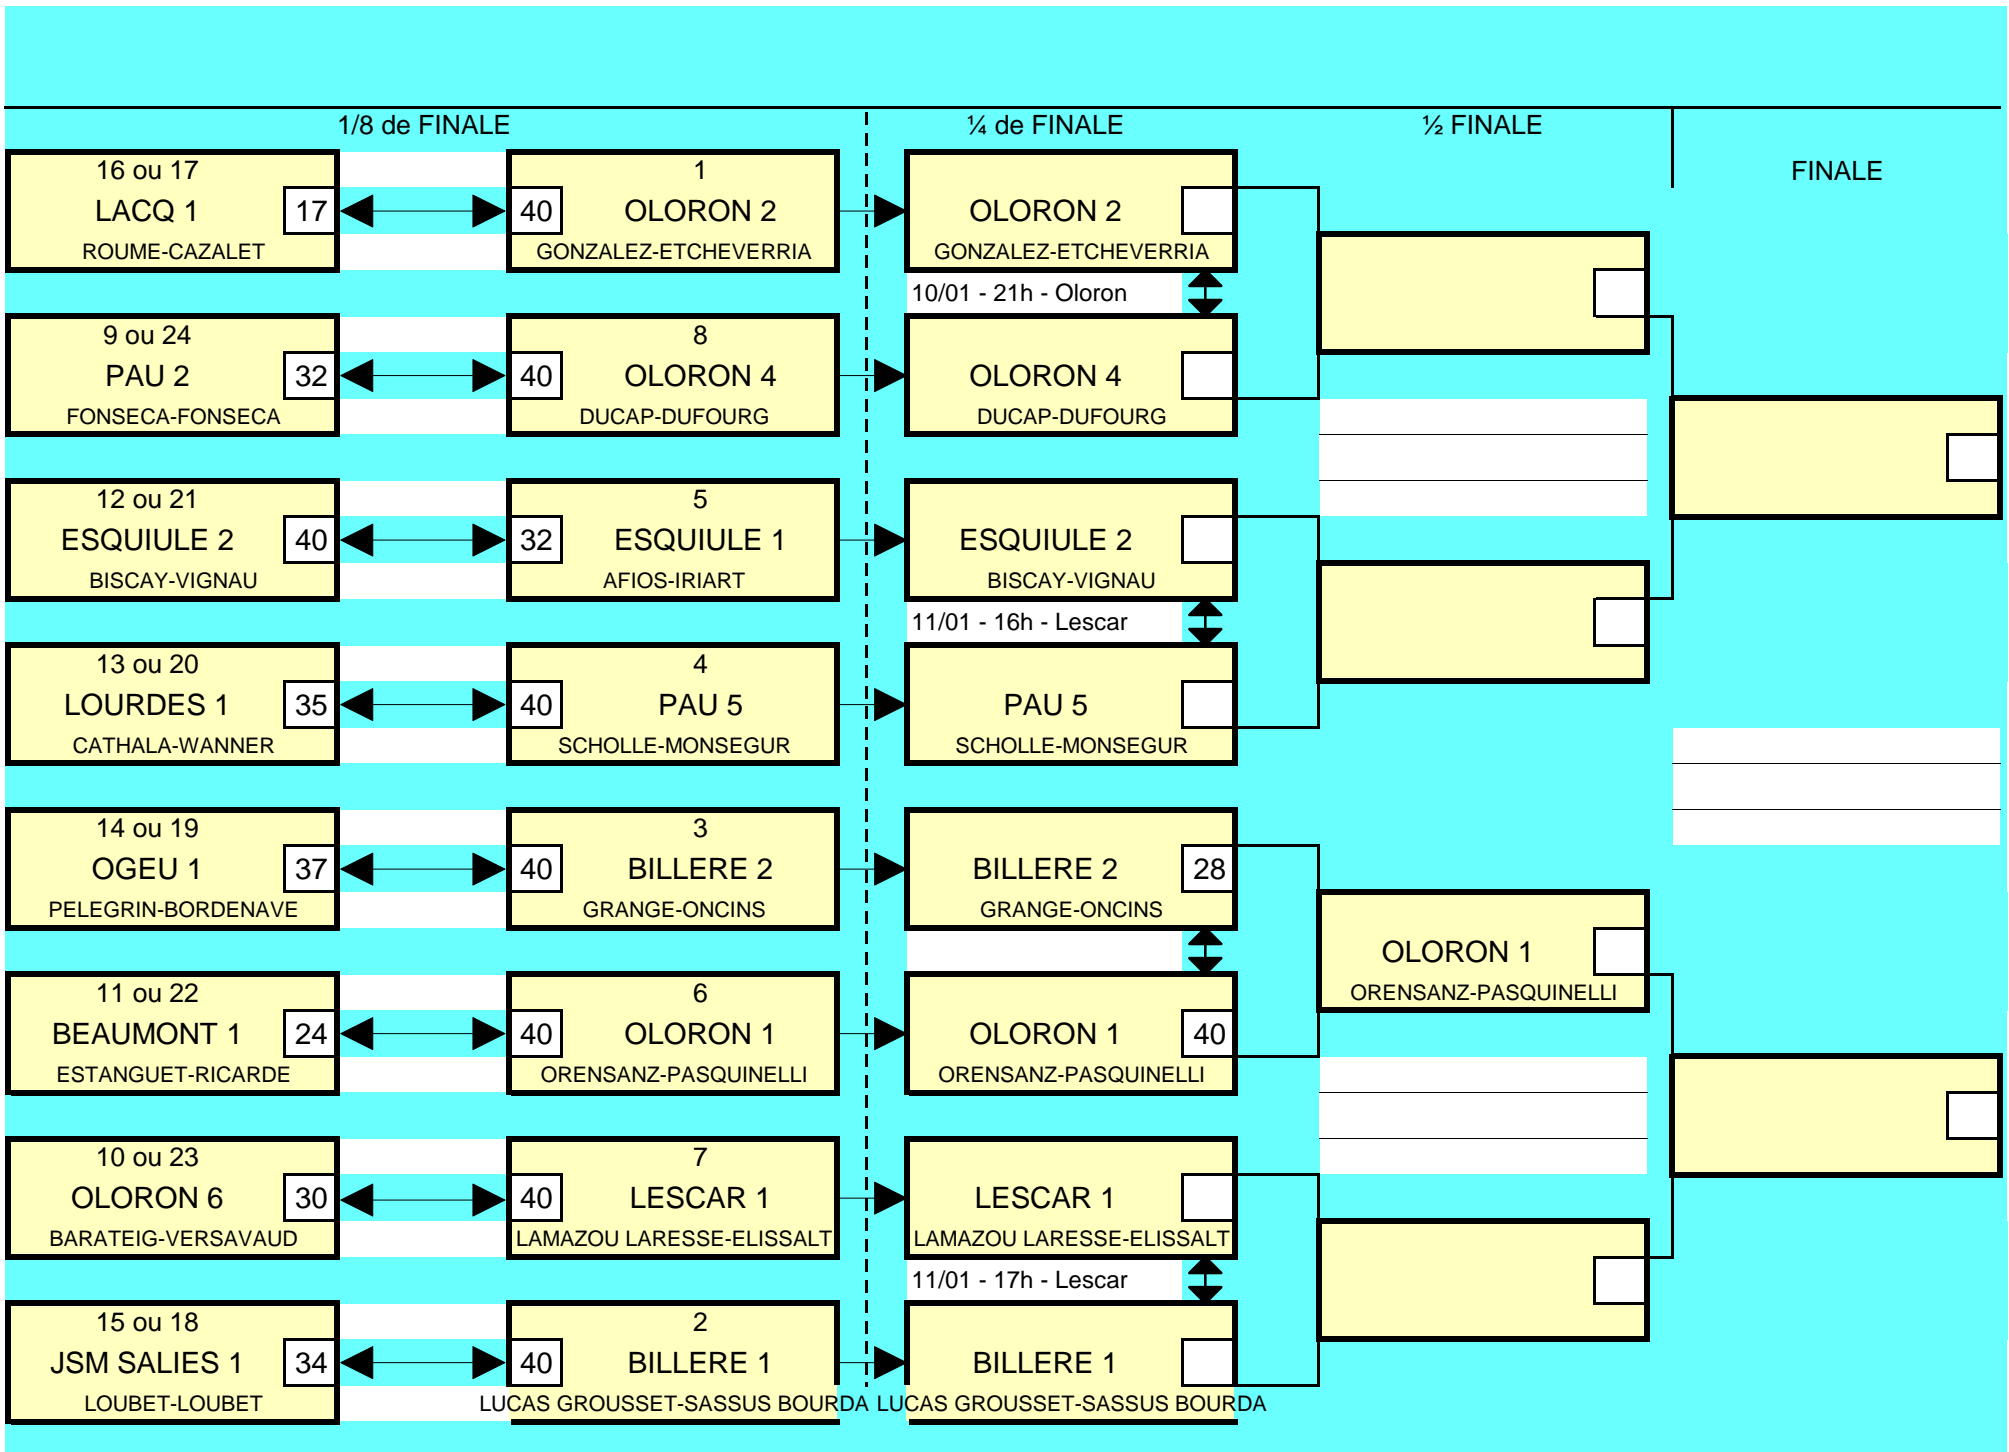 1/8 de FINALE
¼ de FINALE
½ FINALE
FINALE
16 ou 17
LACQ 1
17
ROUME-CAZALET
1
40
OLORON 2
GONZALEZ-ETCHEVERRIA
OLORON 2
GONZALEZ-ETCHEVERRIA
10/01 - 21h - Oloron
9 ou 24
PAU 2
32
FONSECA-FONSECA
8
40
OLORON 4
DUCAP-DUFOURG
OLORON 4
DUCAP-DUFOURG
12 ou 21
ESQUIULE 2
40
BISCAY-VIGNAU
5
32
ESQUIULE 1
AFIOS-IRIART
ESQUIULE 2
BISCAY-VIGNAU
11/01 - 16h - Lescar
13 ou 20
LOURDES 1
35
CATHALA-WANNER
4
40
PAU 5
SCHOLLE-MONSEGUR
PAU 5
SCHOLLE-MONSEGUR
14 ou 19
OGEU 1
37
PELEGRIN-BORDENAVE
3
40
BILLERE 2
GRANGE-ONCINS
BILLERE 2
28
GRANGE-ONCINS
OLORON 1
ORENSANZ-PASQUINELLI
11 ou 22
BEAUMONT 1
24
ESTANGUET-RICARDE
6
40
OLORON 1
ORENSANZ-PASQUINELLI
OLORON 1
40
ORENSANZ-PASQUINELLI
10 ou 23
OLORON 6
30
BARATEIG-VERSAVAUD
7
40
LESCAR 1
LAMAZOU LARESSE-ELISSALT
LESCAR 1
LAMAZOU LARESSE-ELISSALT
11/01 - 17h - Lescar
15 ou 18
JSM SALIES 1
34
LOUBET-LOUBET
2
40
BILLERE 1
LUCAS GROUSSET-SASSUS BOURDA
BILLERE 1
LUCAS GROUSSET-SASSUS BOURDA